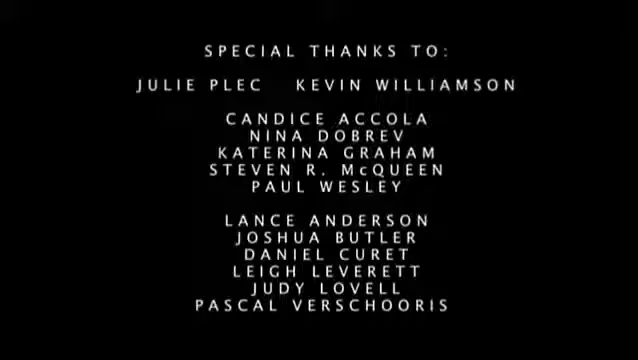 SPECIAL THANKS TO:
JULIE PLEC KEVIN WILLIAMSON
CANDICE ACCOLA
NINA DOBREV
KATERINA GRAHAM
STEVEN R. McQUEEN
PAUL WESLEY
LANCE ANDERSON
JOSHUA BUTLER
DANIEL CURET
LEIGH LEVERETT
JUDY LOVELL
PASCAL VERSCHOORIS